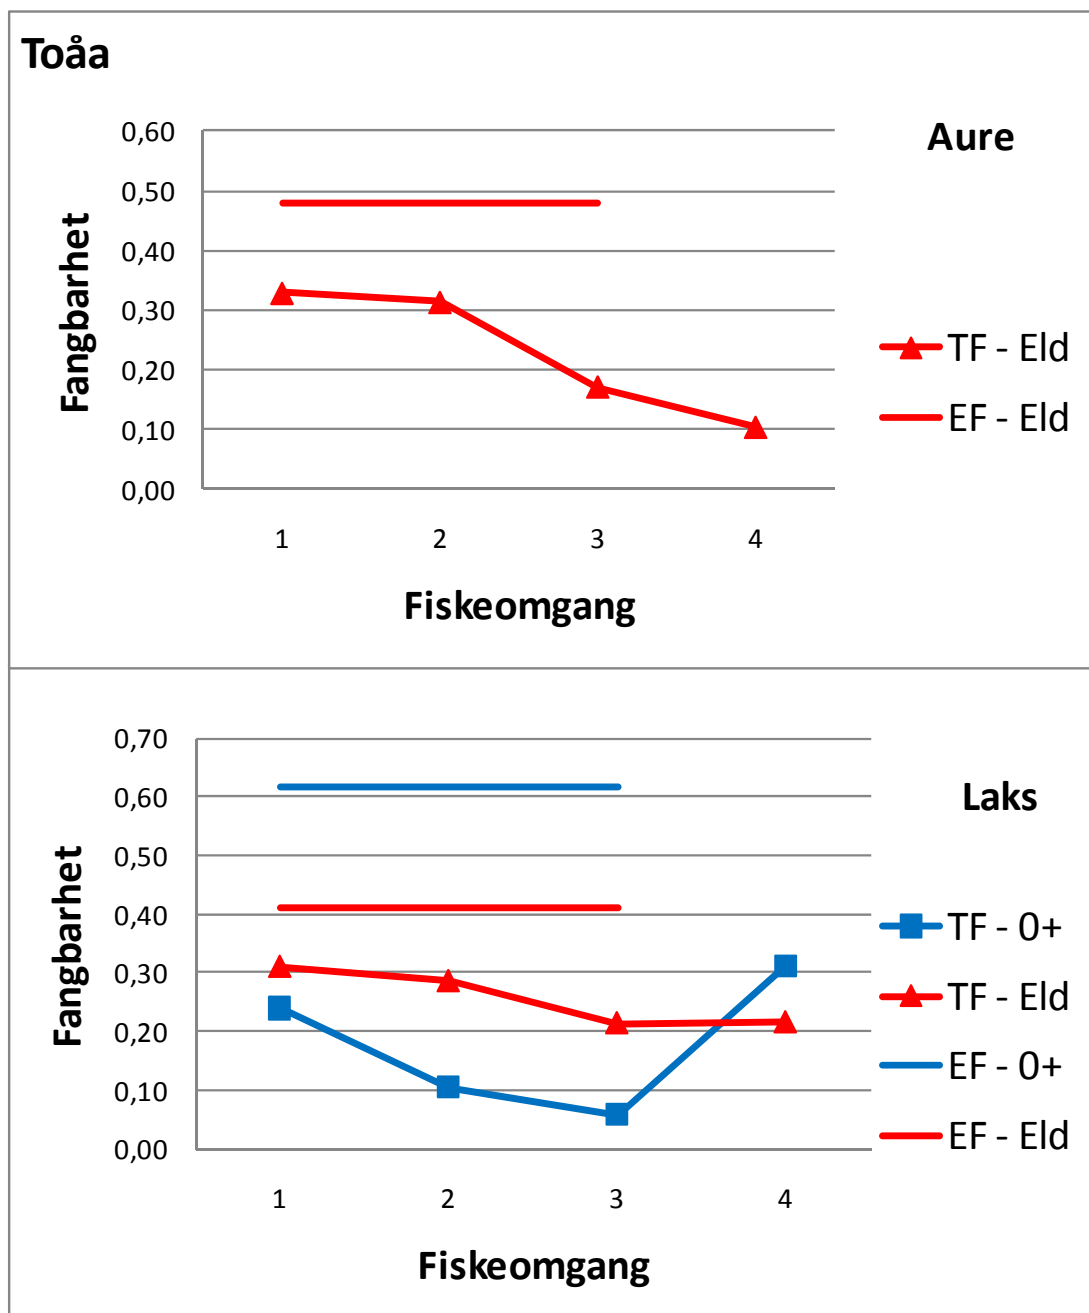 Toåa
Aure
0,60
0,50
0,40
0,30
0,20
0,10
0,00
Fangbarhet
1 2 3 4
Fiskeomgang
TF - Eld
EF - Eld
Laks
0,70
0,60
0,50
0,40
0,30
0,20
0,10
0,00
Fangbarhet
1 2 3 4
Fiskeomgang
TF - 0+
TF - Eld
EF - 0+
EF - Eld